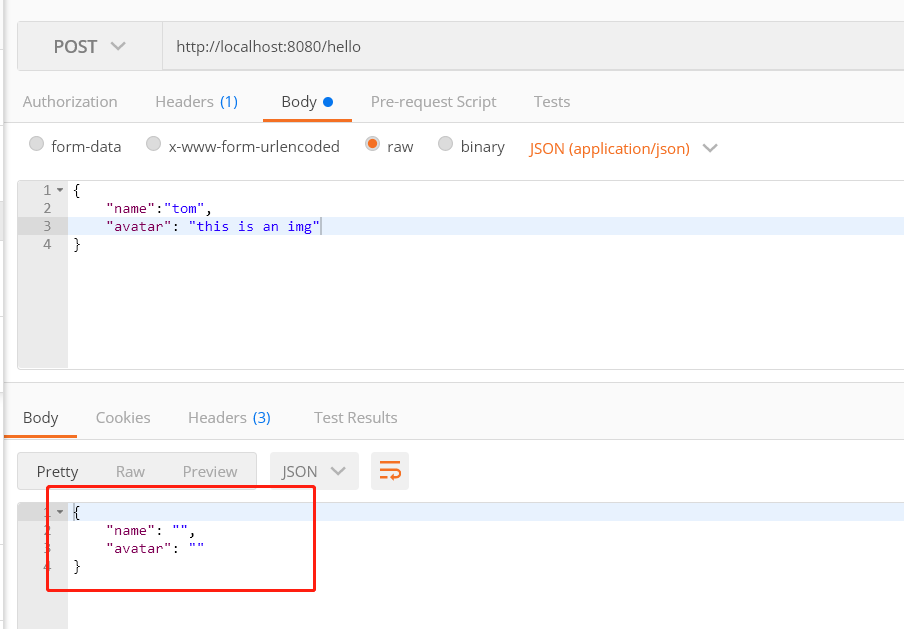 POST http://localhost:8080/hello
Authorization Headers (1) Body Pre-request Script Tests
form-data x-www-form-urlencoded raw binary JSON (application/json)
1 {
2 "name":"tom",
3 "avatar": "this is an img"
4 }
Body Cookies Headers (3) Test Results
Pretty Raw Preview JSON
1 {
2 "name": "",
3 "avatar": ""
4 }